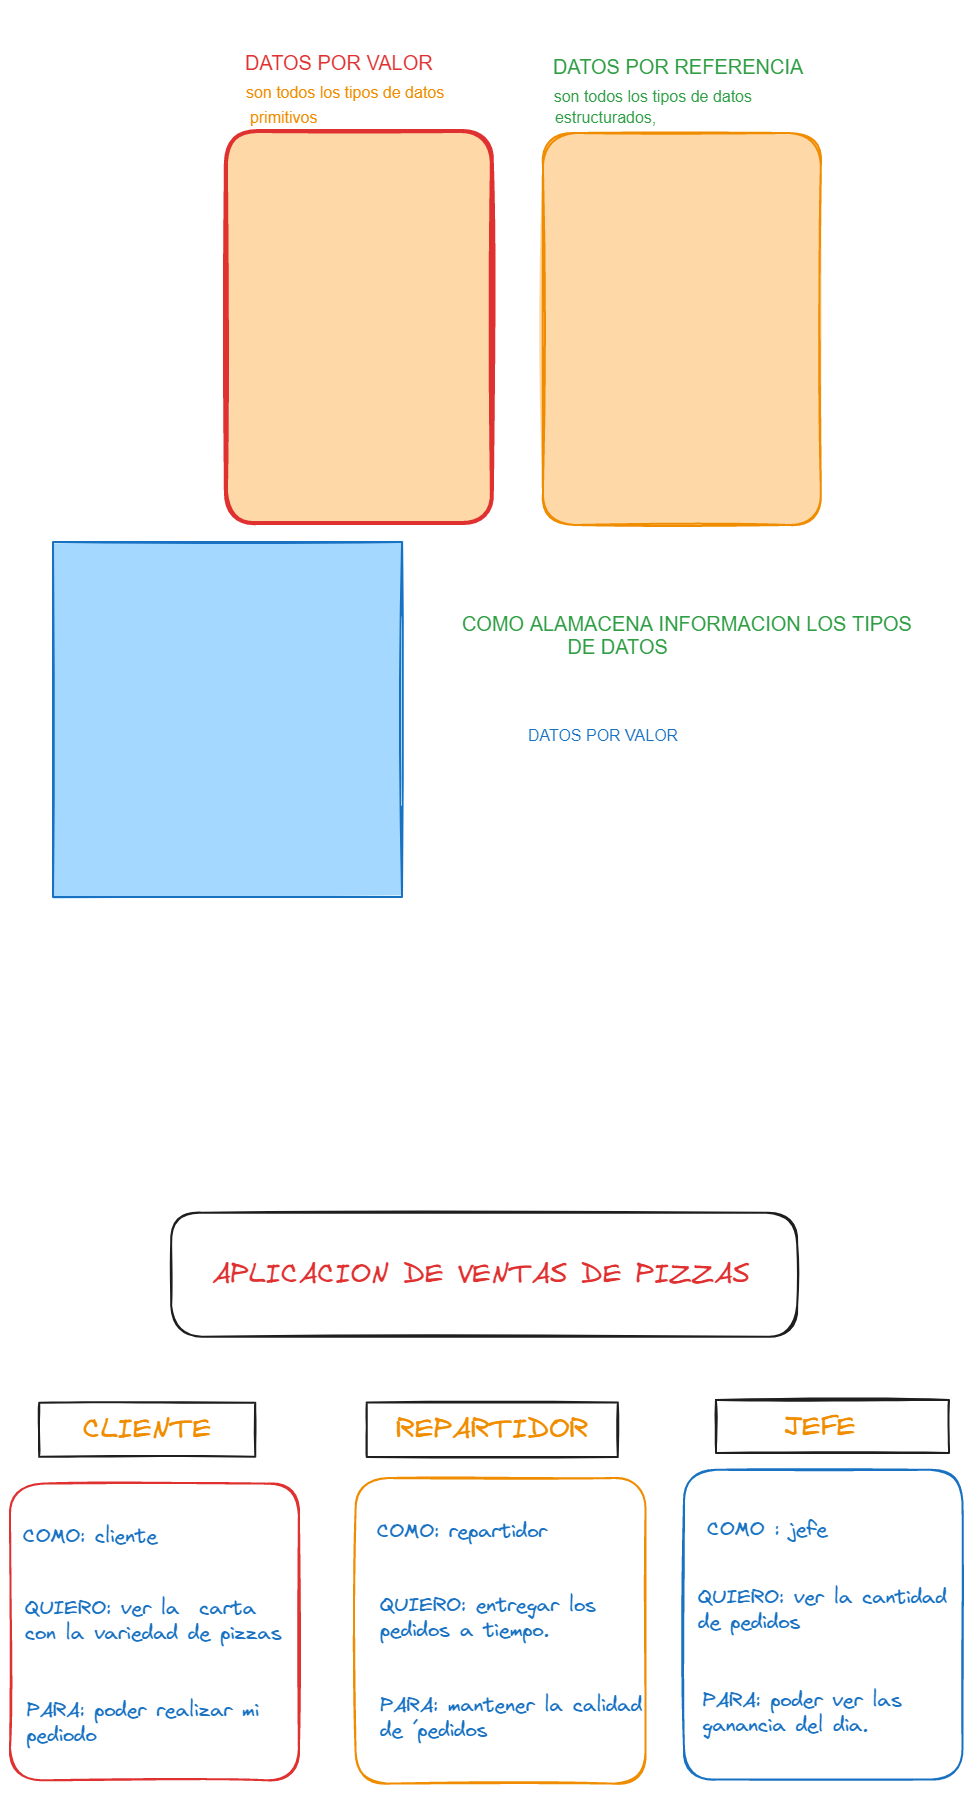 DATOS POR VALOR
son todos los tipos de datos
primitivos
DATOS POR REFERENCIA
son todos los tipos de datos
estructurados,
COMO ALAMACENA INFORMACION LOS TIPOS
DE DATOS
DATOS POR VALOR
APLICACION DE VENTAS DE PIZZAS
CLIENTE
COMO: cliente
QUIERO: ver la carta
con la variedad de pizzas
PARA: poder realizar mi
pediodo
REPARTIDOR
COMO: repartidor
QUIERO: entregar los
pedidos a tiempo.
PARA: mantener la calidad
de ´pedidos
JEFE
COMO : jefe
QUIERO: ver la cantidad
de pedidos
PARA: poder ver las
ganancia del dia.